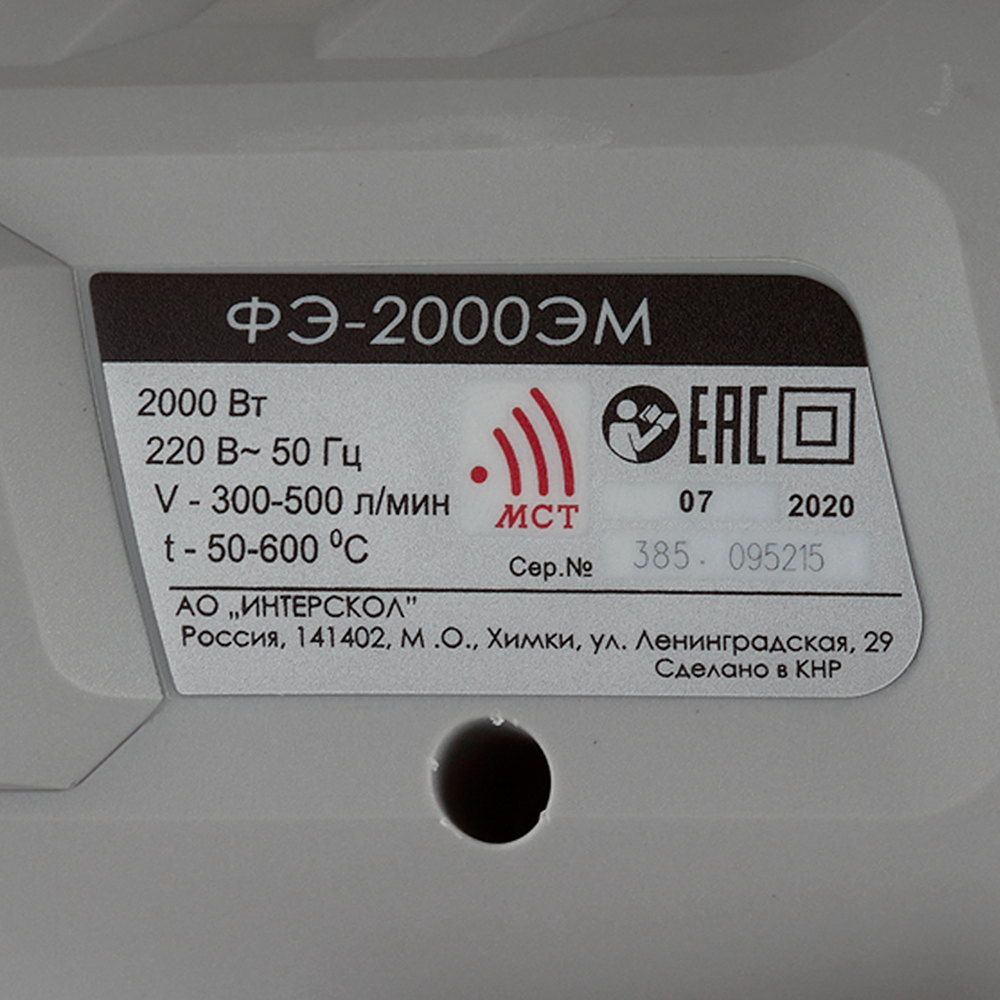 ФЭ-2000ЭМ
2000 Вт
220 В~ 50 Гц
V - 300-500 л/мин
t - 50-600 ⁰С
МСТ
ЕАС
07 2020
Сер.№ 385. 095215
АО „ИНТЕРСКОЛ"
Россия, 141402, М .О., Химки, ул. Ленинградская, 29
Сделано в КНР